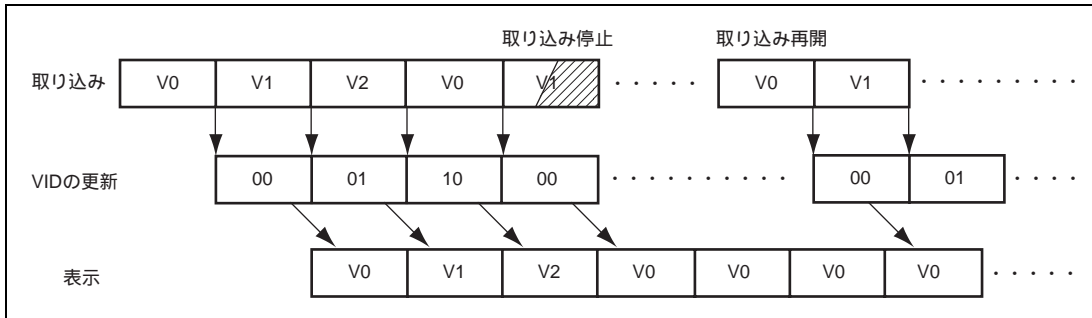 取り込み停止 取り込み再開
取り込み V0 V1 V2 V0 V1 ・・・・・ V0 V1 ・・・・・・・・・
VIDの更新 00 01 10 00 ・・・・・・・・・・ 00 01 ・・・・
表示 V0 V1 V2 V0 V0 V0 V0 ・・・・・